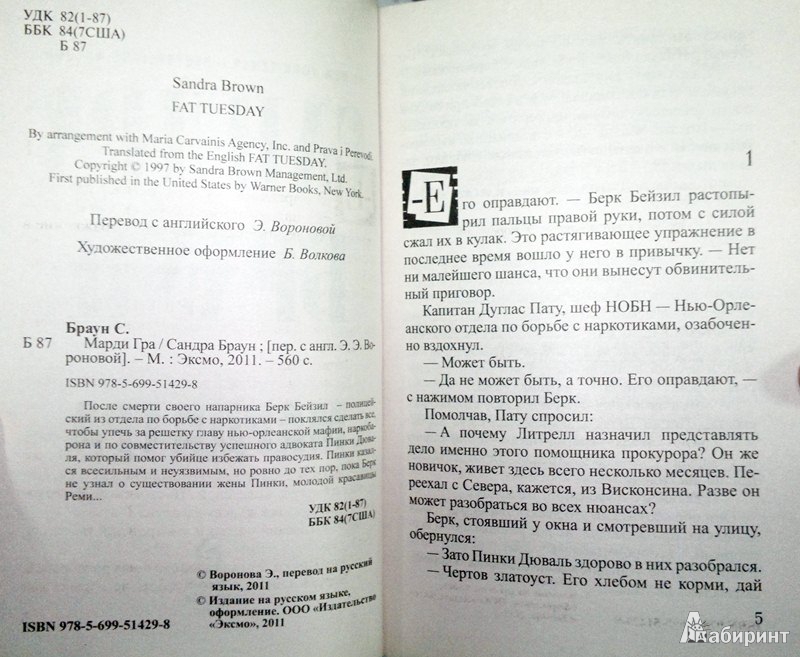 УДК 82(1-87)
ББК 84(7США)
Б 87
Sandra Brown
FAT TUESDAY
By arrangement with Maria Carvainis Agency, Inc. and Prava i Perevodi.
Translated from the English FAT TUESDAY.
Copyright © 1997 by Sandra Brown Management, Ltd.
First published in the United States by Warner Books, New York.
Перевод с английского Э. Вороновой
Художественное оформление Б. Волкова
Браун С.
Б 87 Марди Гра / Сандра Браун ; [пер. с англ. Э. Э. Во-
роновой]. – М. : Эксмо, 2011. – 560 с.
ISBN 978-5-699-51429-8
После смерти своего напарника Берк Бейзил – полицей-
ский из отдела по борьбе с наркотиками – поклялся сделать все,
чтобы упечь за решетку главу нью-орлеанской мафии, наркоба-
рона и по совместительству успешного адвоката Пинки Дюва-
ля, который помог убийце избежать правосудия. Пинки казал-
ся всесильным и неуязвимым, но ровно до тех пор, пока Берк
не узнал о существовании жены Пинки, молодой красавицы
Реми...
УДК 82(1-87)
ББК 84(7США)
© Воронова Э., перевод на русский
язык, 2011
© Издание на русском языке,
оформление. ООО «Издательство
«Эксмо», 2011
ISBN 978-5-699-51429-8
1
-Его оправдают. — Берк Бейзил растопы-
рил пальцы правой руки, потом с силой
сжал их в кулак. Это растягивающее упражнение в
последнее время вошло у него в привычку. — Нет
ни малейшего шанса, что они вынесут обвинитель-
ный приговор.
Капитан Дуглас Пату, шеф НОБН — Нью-Орле-
анского отдела по борьбе с наркотиками, озабочен-
но вздохнул.
— Может быть.
— Да не может быть, а точно. Его оправдают, —
с нажимом повторил Берк.
Помолчав, Пату спросил:
— А почему Литрелл назначил представлять
дело именно этого помощника прокурора? Он же
новичок, живет здесь всего несколько месяцев. Пе-
реехал с Севера, кажется, из Висконсина. Разве он
может разобраться во всех нюансах?
Берк, стоявший у окна и смотревший на улицу,
обернулся:
— Зато Пинки Дюваль здорово в них разобрался.
— Чертов златоуст. Его хлебом не корми, дай
5
Лабиринт